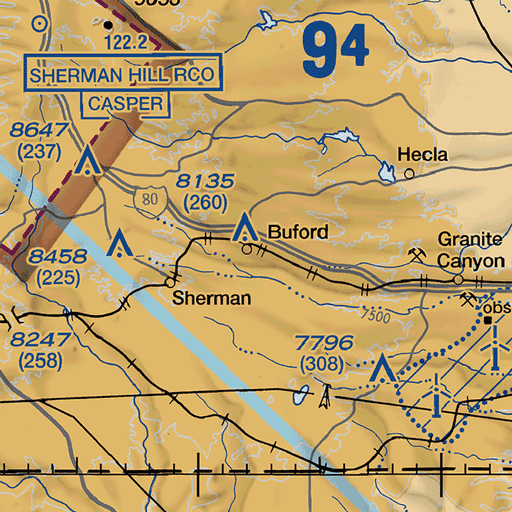 122.2
94
SHERMAN HILL RCO
CASPER
8647
(237)
Hecla
8135
(260)
80
Buford
8458
(225)
Granite
Canyon
Sherman
7500
obs
8247
(258)
7796
(308)